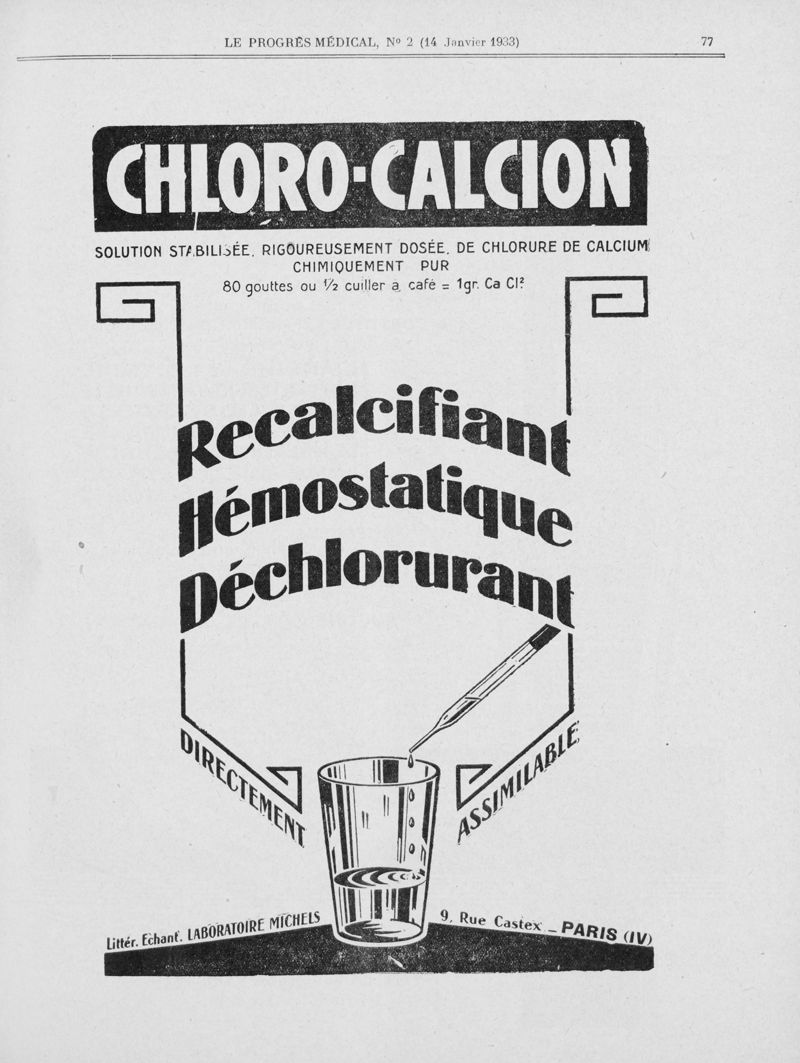 LE PROGRÈS MÉDICAL, Nº 2 (14 Janvier 1933) 77
CHLORO-CALCION
SOLUTION STABILISÉE, RIGOUREUSEMENT DOSÉE, DE CHLORURE DE CALCIUM
CHIMIQUEMENT PUR
80 gouttes ou ½ cuiller à café = 1gr. Ca Cl²
Recalcifiant
Hémostatique
Déchlorurant
DIRECTEMENT ASSIMILABLE
Littér. Echant. LABORATOIRE MICHELS 9, Rue Castex _ PARIS (IV)